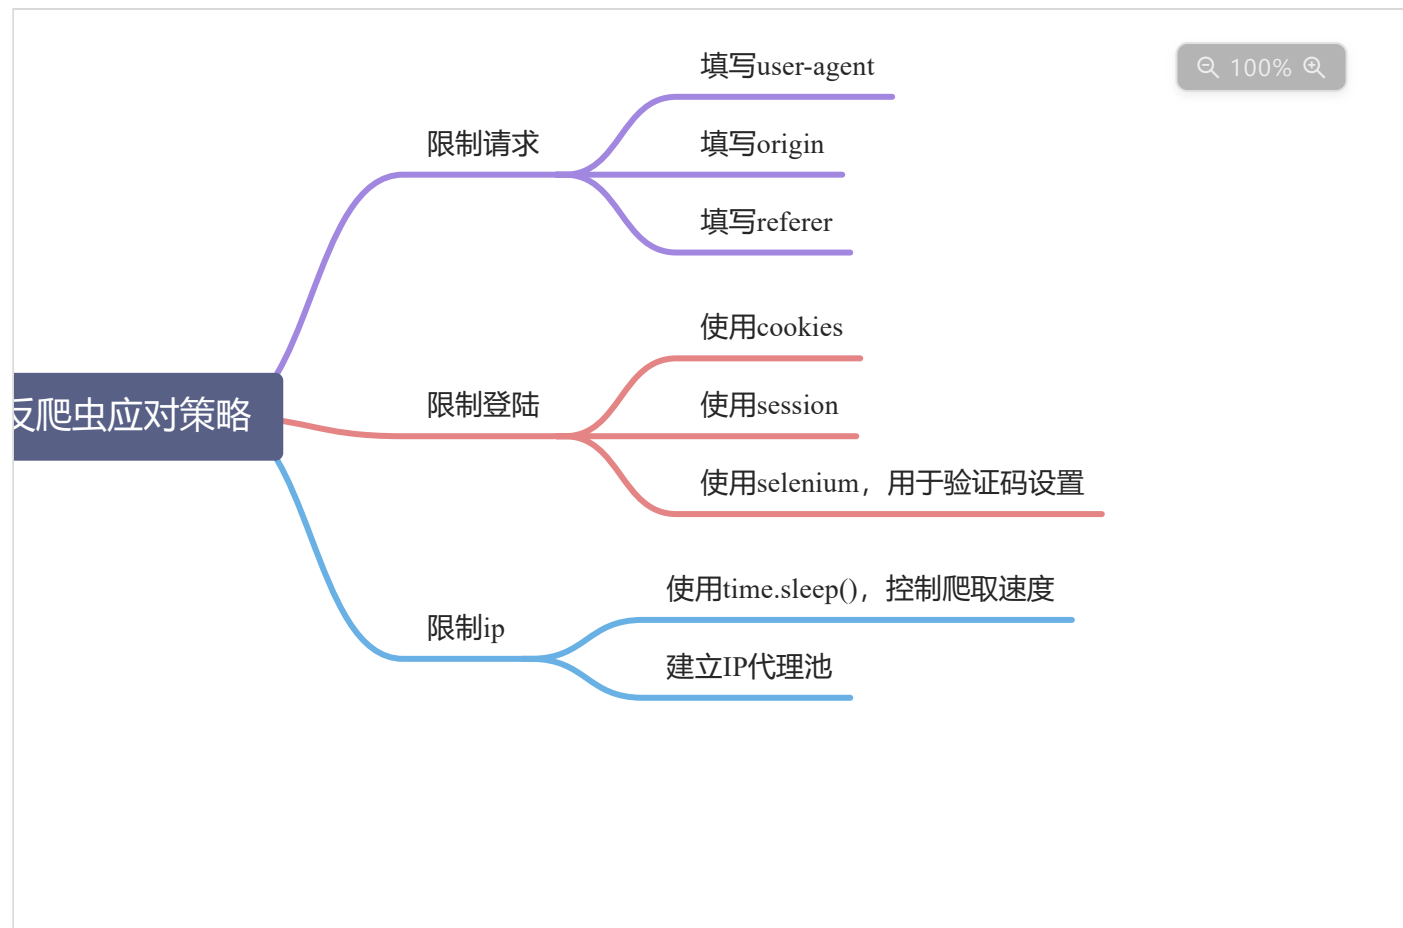 填写user-agent
100%
限制请求
填写origin
填写referer
使用cookies
反爬虫应对策略
限制登陆
使用session
使用selenium，用于验证码设置
使用time.sleep()，控制爬取速度
限制ip
建立IP代理池